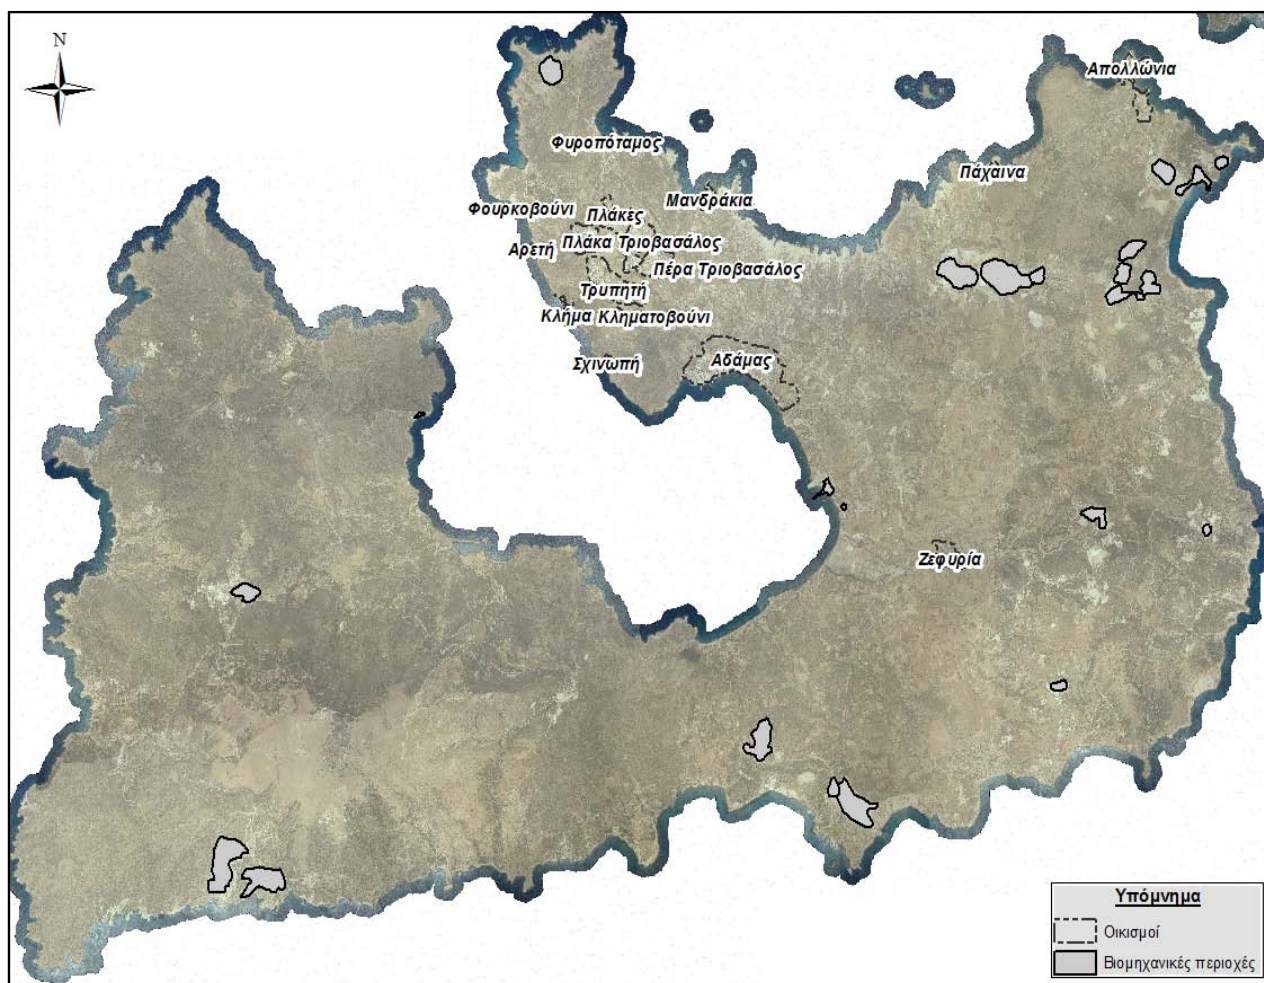 N
Απολλώνια
Φυροπόταμος
Πάχαινα
Μανδράκια
Φουρκοβούνι
Πλάκες
Αρετή
Πλάκα Τριοβασάλος
Πέρα Τριοβασάλος
Τρυπητή
Κλήμα Κληματοβούνι
Σχινωπή
Αδάμας
Ζεφυρία
Υπόμνημα
Οικισμοί
Βιομηχανικές περιοχές